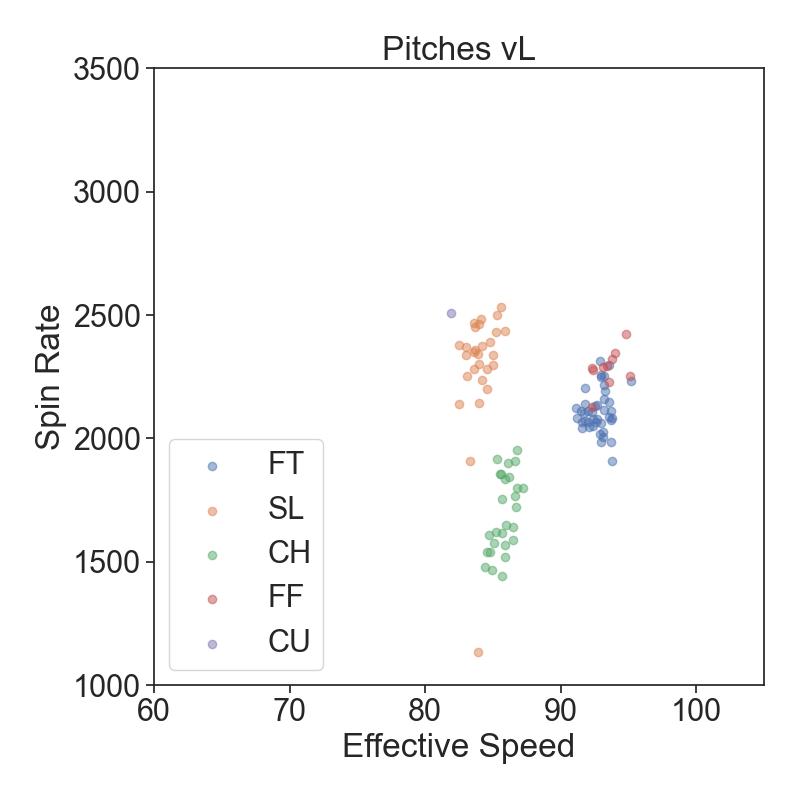 Pitches vL
3500
3000
2500
2000
1500
1000
Spin Rate
FT
SL
CH
FF
CU
60 70 80 90 100
Effective Speed